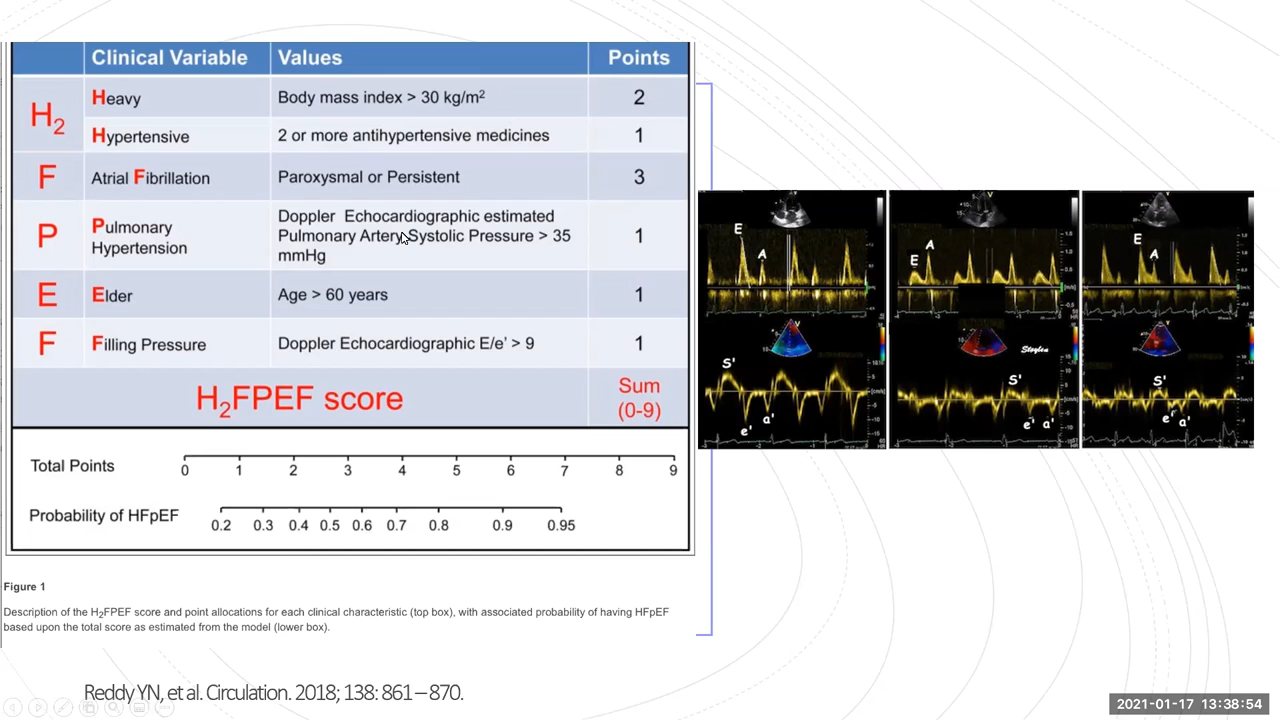 Clinical Variable Values Points
H2
Heavy Body mass index > 30 kg/m² 2
Hypertensive 2 or more antihypertensive medicines 1
F Atrial Fibrillation Paroxysmal or Persistent 3
P Pulmonary Hypertension Doppler Echocardiographic estimated Pulmonary Artery Systolic Pressure > 35 mmHg 1
E Elder Age > 60 years 1
F Filling Pressure Doppler Echocardiographic E/e' > 9 1
H2FPEF score Sum (0-9)
Total Points 0 1 2 3 4 5 6 7 8 9
Probability of HFpEF 0.2 0.3 0.4 0.5 0.6 0.7 0.8 0.9 0.95
Figure 1
Description of the H2FPEF score and point allocations for each clinical characteristic (top box), with associated probability of having HFpEF
based upon the total score as estimated from the model (lower box).
E A
S'
e' a'
E A
Stoylen
S'
e' a'
E A
S'
e' a'
Reddy YN, et al. Circulation. 2018; 138: 861–870.
2021-01-17 13:38:54